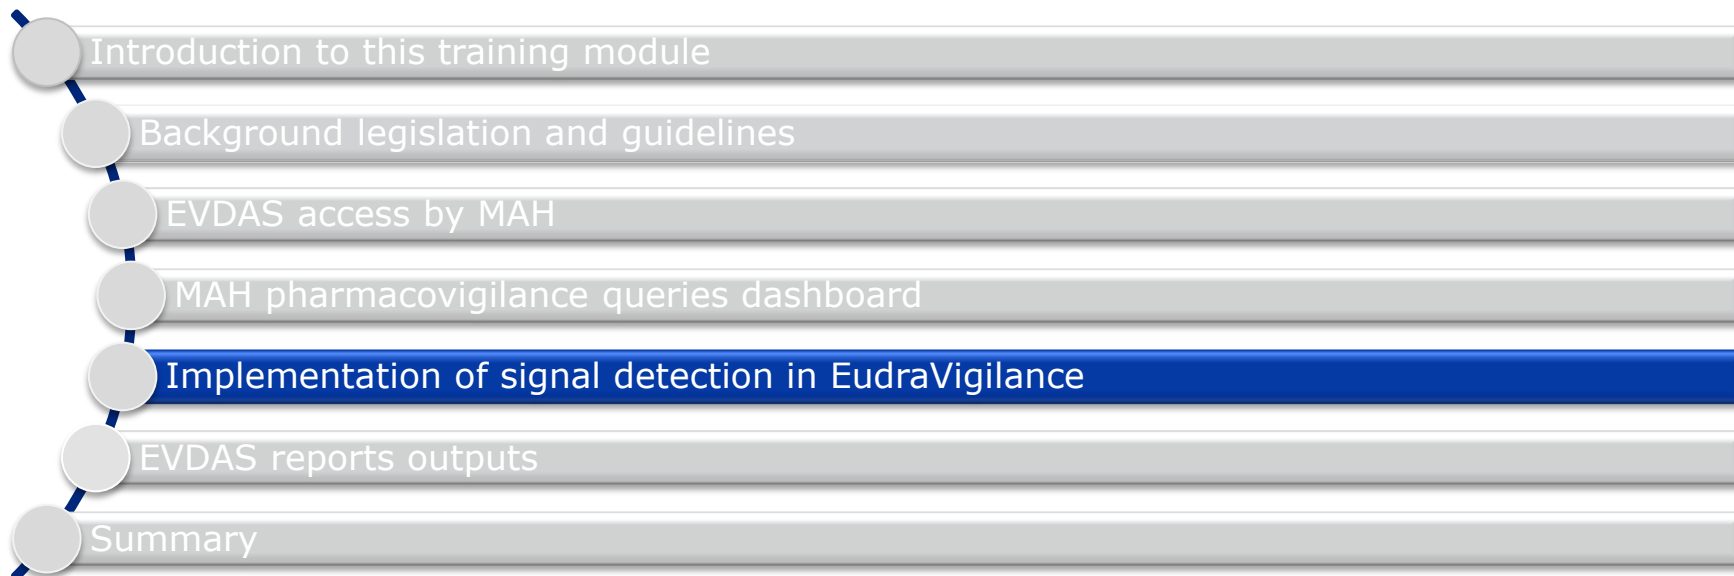 Introduction to this training module
Background legislation and guidelines
EVDAS access by MAH
MAH pharmacovigilance queries dashboard
Implementation of signal detection in EudraVigilance
EVDAS reports outputs
Summary